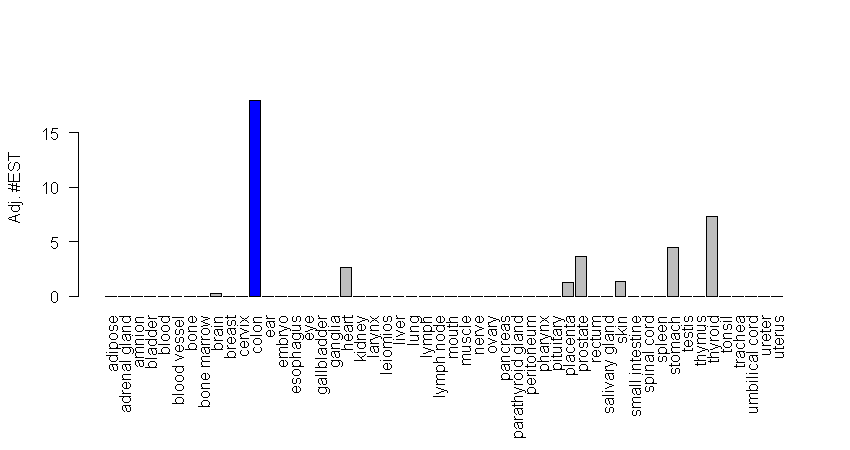 Adj. #EST
15
10
5
0
adipose
adrenal gland
amnion
bladder
blood
blood vessel
bone
bone marrow
brain
breast
cervix
colon
ear
embryo
esophagus
eye
gallbladder
ganglia
heart
kidney
larynx
leiomios
liver
lung
lymph
lymph node
mouth
muscle
nerve
ovary
pancreas
parathyroid gland
peritoneum
pharynx
pituitary
placenta
prostate
rectum
salivary gland
skin
small intestine
spinal cord
spleen
stomach
testis
thymus
thyroid
tonsil
trachea
umbilical cord
ureter
uterus